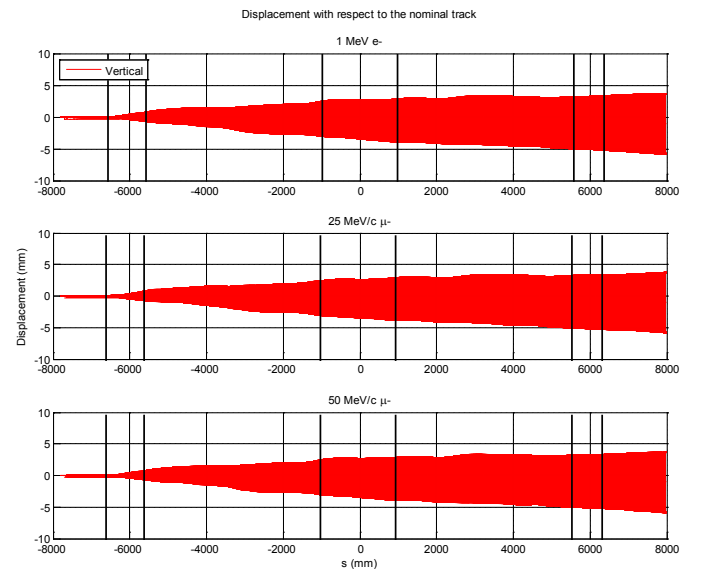 Displacement with respect to the nominal track
1 MeV e-
10
5
0
-5
-10
Vertical
-8000 -6000 -4000 -2000 0 2000 4000 6000 8000
25 MeV/c μ-
Displacement (mm)
10
5
0
-5
-10
-8000 -6000 -4000 -2000 0 2000 4000 6000 8000
50 MeV/c μ-
10
5
0
-5
-10
-8000 -6000 -4000 -2000 0 2000 4000 6000 8000
s (mm)